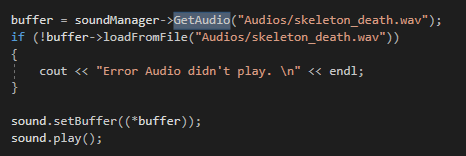 buffer = soundManager->GetAudio("Audios/skeleton_death.wav");
if (!buffer->loadFromFile("Audios/skeleton_death.wav"))
{
    cout << "Error Audio didn't play. \n" << endl;
}
sound.setBuffer((*buffer));
sound.play();